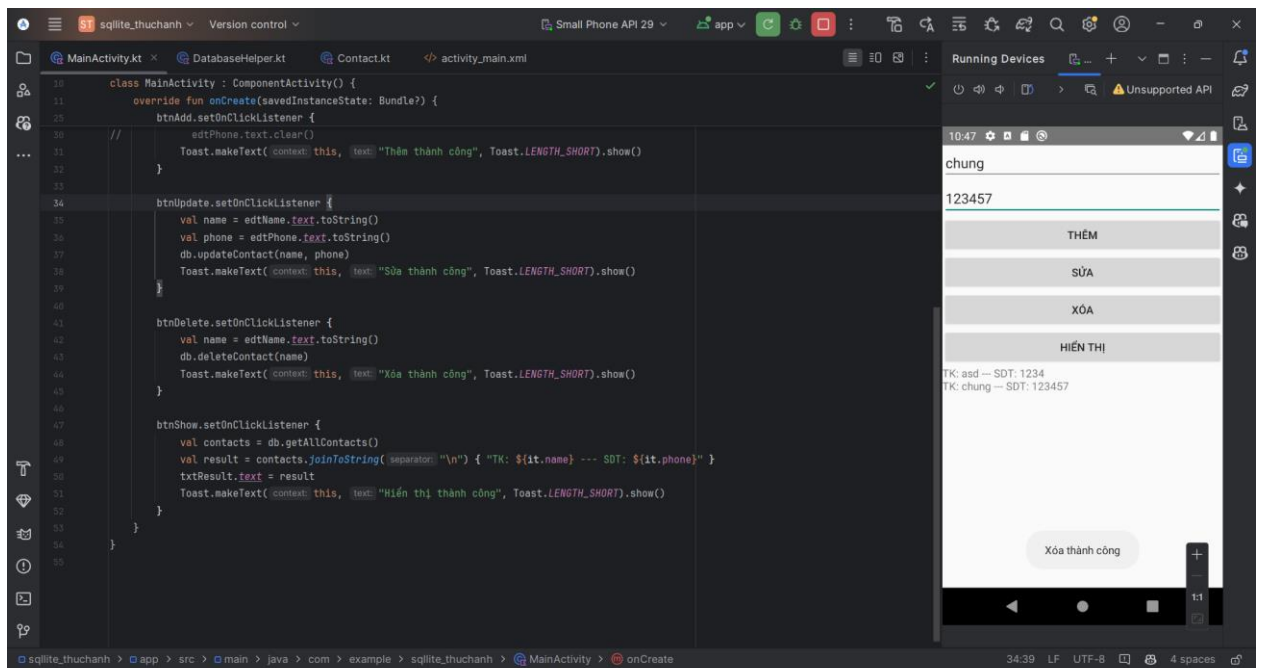 ST sqllite_thuchanh Version control Small Phone API 29 app
MainActivity.kt DatabaseHelper.kt Contact.kt activity_main.xml Running Devices
Unsupported API
10 class MainActivity : ComponentActivity() {
11 override fun onCreate(savedInstanceState: Bundle?) {
25 btnAdd.setOnClickListener {
30 // edtPhone.text.clear()
31 Toast.makeText( context: this, text: "Thêm thành công", Toast.LENGTH_SHORT).show()
32 }
33
34 btnUpdate.setOnClickListener {
35 val name = edtName.text.toString()
36 val phone = edtPhone.text.toString()
37 db.updateContact(name, phone)
38 Toast.makeText( context: this, text: "Sửa thành công", Toast.LENGTH_SHORT).show()
39 }
40
41 btnDelete.setOnClickListener {
42 val name = edtName.text.toString()
43 db.deleteContact(name)
44 Toast.makeText( context: this, text: "Xóa thành công", Toast.LENGTH_SHORT).show()
45 }
46
47 btnShow.setOnClickListener {
48 val contacts = db.getAllContacts()
49 val result = contacts.joinToString( separator: "\n") { "TK: ${it.name} --- SDT: ${it.phone}" }
50 txtResult.text = result
51 Toast.makeText( context: this, text: "Hiển thị thành công", Toast.LENGTH_SHORT).show()
52 }
53 }
54 }
55
10:47
chung
123457
THÊM
SỬA
XÓA
HIỂN THỊ
TK: asd --- SDT: 1234
TK: chung --- SDT: 123457
Xóa thành công
1:1
sqllite_thuchanh > app > src > main > java > com > example > sqllite_thuchanh > MainActivity > onCreate 34:39 LF UTF-8 4 spaces